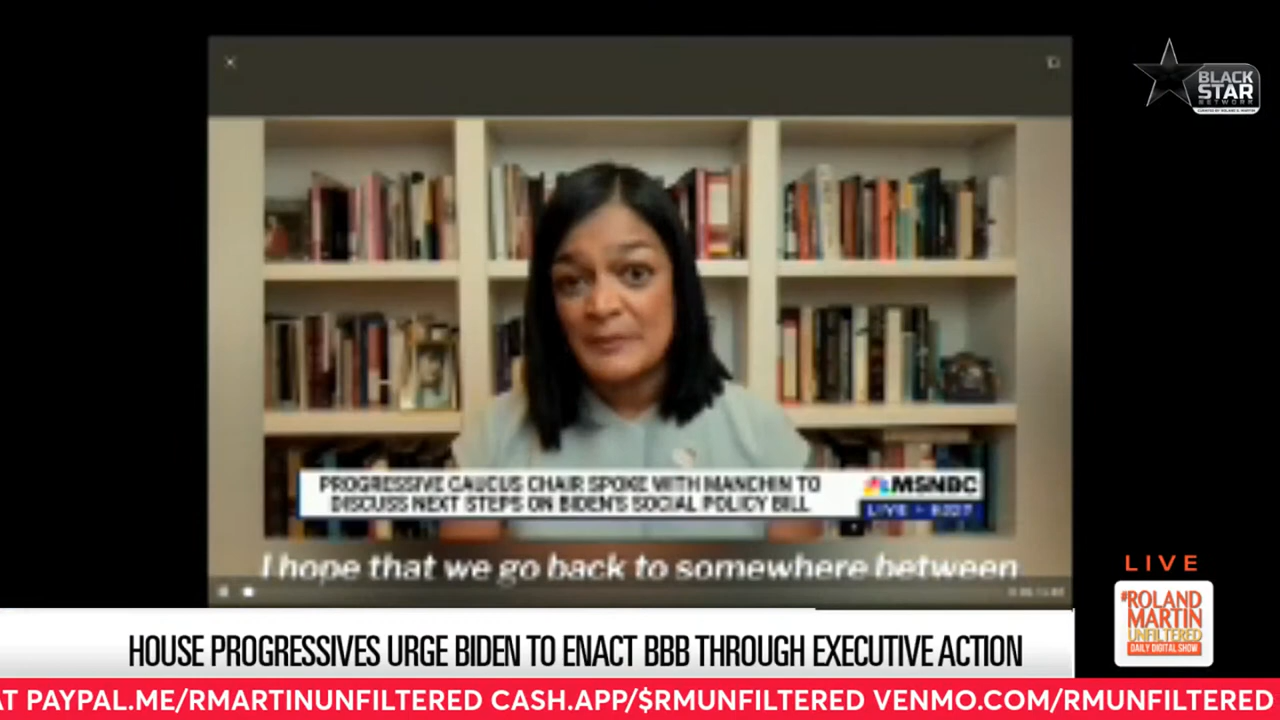 BLACK
STAR
NETWORK
PROGRESSIVE CAUCUS CHAIR SPOKE WITH MANCHIN TO
DISCUSS NEXT STEPS ON BIDEN'S SOCIAL POLICY BILL
MSNBC
LIVE
I hope that we go back to somewhere between
LIVE
#ROLAND
MARTIN
UNFILTERED
DAILY DIGITAL SHOW
HOUSE PROGRESSIVES URGE BIDEN TO ENACT BBB THROUGH EXECUTIVE ACTION
AT PAYPAL.ME/RMARTINUNFILTERED CASH.APP/$RMUNFILTERED VENMO.COM/RMUNFILTERED